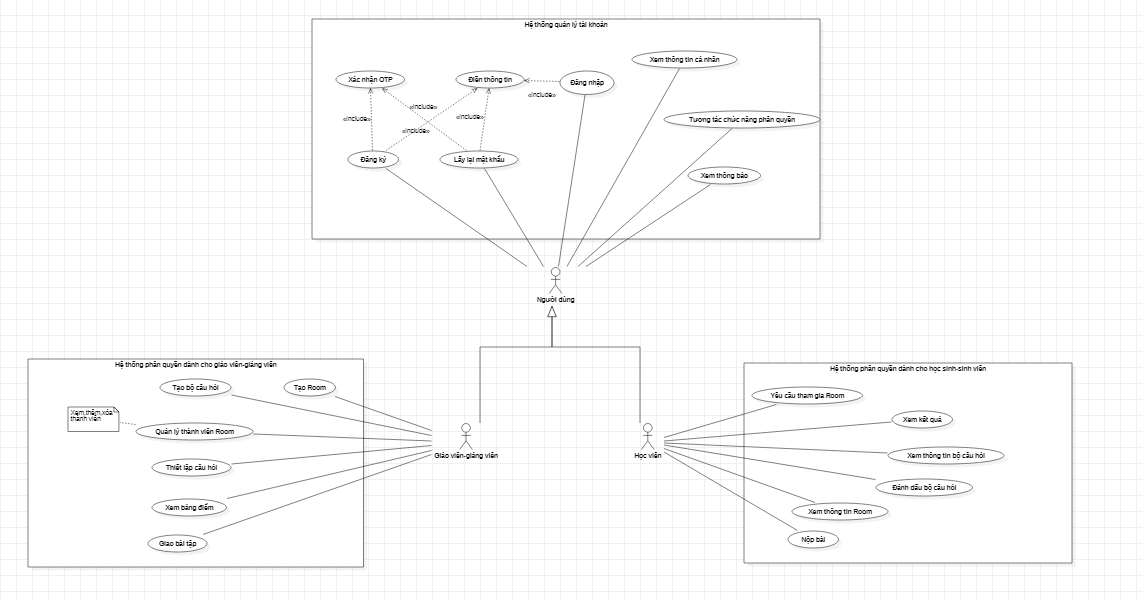 Hệ thống quản lý tài khoản
Xem thông tin cá nhân
Xác nhận OTP
Điền thông tin
Đăng nhập
«include»
«include»
«include»
«include»
«include»
Tương tác chức năng phân quyền
Đăng ký
Lấy lại mật khẩu
Xem thông báo
Người dùng
Hệ thống phân quyền dành cho giáo viên-giảng viên
Tạo bộ câu hỏi
Tạo Room
Xem,thêm,xóa
thành viên
Quản lý thành viên Room
Thiết lập câu hỏi
Xem bảng điểm
Giao bài tập
Giáo viên-giảng viên
Học viên
Hệ thống phân quyền dành cho học sinh-sinh viên
Yêu cầu tham gia Room
Xem kết quả
Xem thông tin bộ câu hỏi
Đánh dấu bộ câu hỏi
Xem thông tin Room
Nộp bài